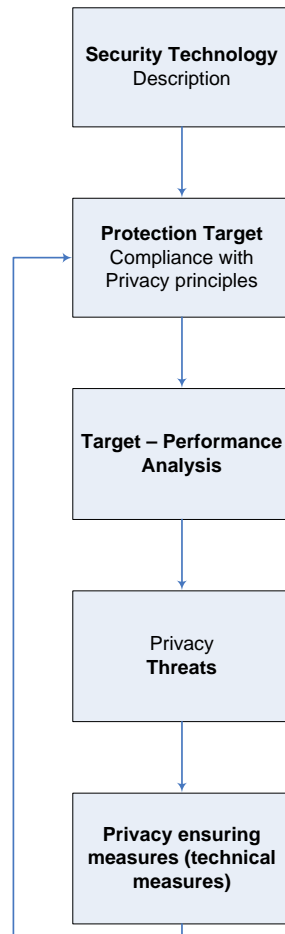 Security Technology
Description
Protection Target
Compliance with
Privacy principles
Target – Performance
Analysis
Privacy
Threats
Privacy ensuring
measures (technical
measures)